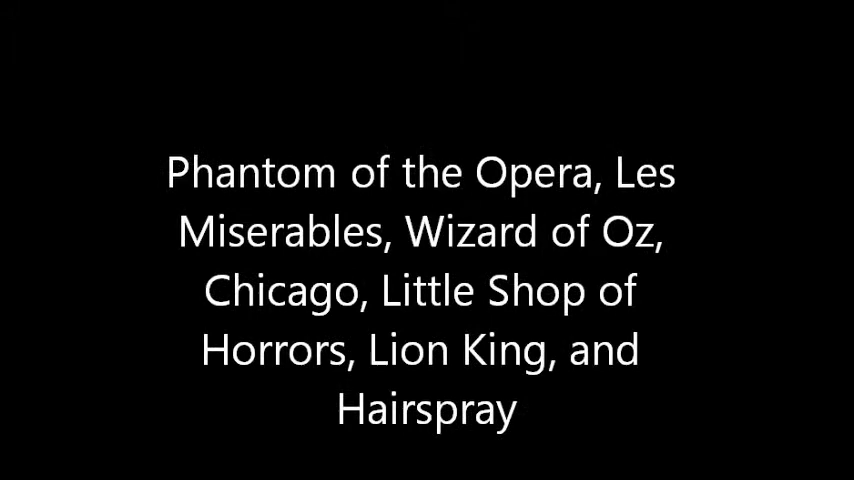 Phantom of the Opera, Les
Miserables, Wizard of Oz,
Chicago, Little Shop of
Horrors, Lion King, and
Hairspray